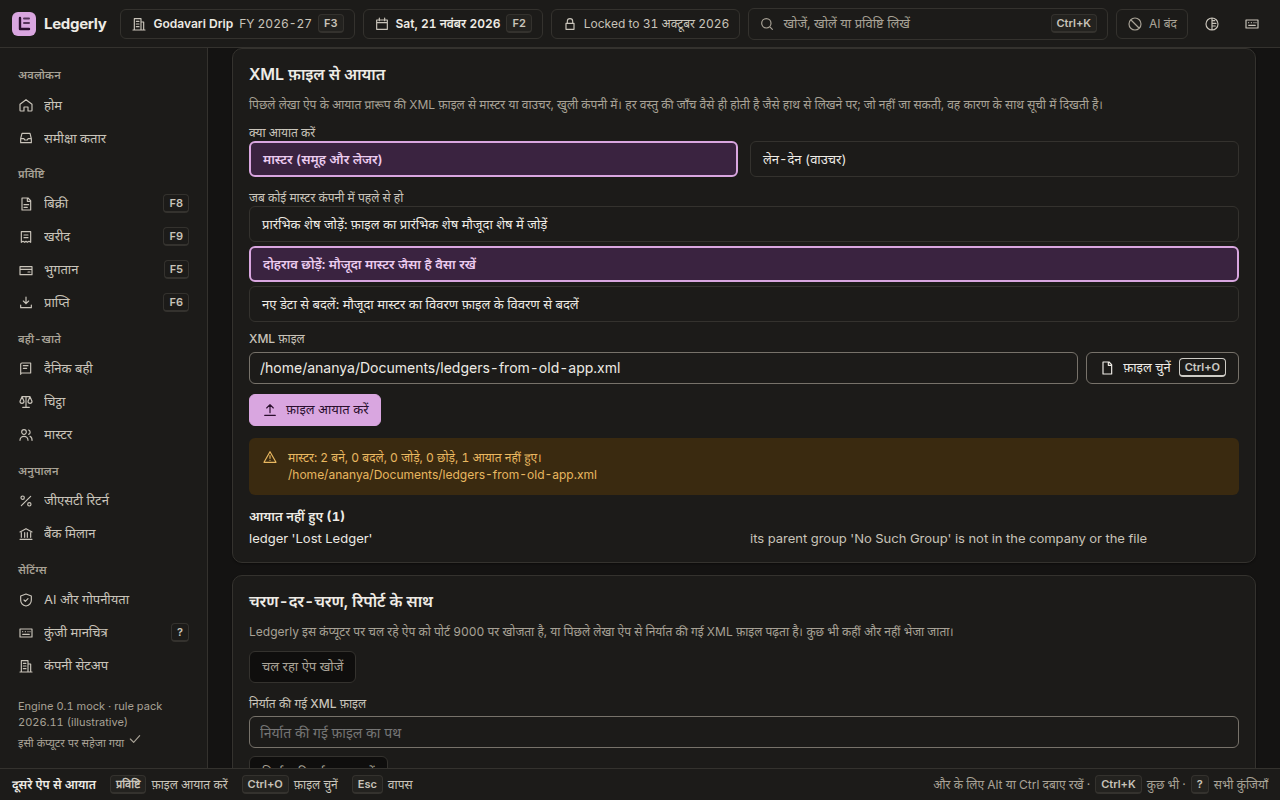 Ledgerly
Godavari Drip FY 2026-27 F3
Sat, 21 नवंबर 2026 F2
Locked to 31 अक्टूबर 2026
खोजें, खोलें या प्रविष्टि लिखें Ctrl+K
AI बंद
अवलोकन
होम
समीक्षा कतार
प्रविष्टि
बिक्री F8
खरीद F9
भुगतान F5
प्राप्ति F6
बही-खाते
दैनिक बही
चिट्ठा
मास्टर
अनुपालन
जीएसटी रिटर्न
बैंक मिलान
सेटिंग्स
AI और गोपनीयता
कुंजी मानचित्र ?
कंपनी सेटअप
Engine 0.1 mock · rule pack
2026.11 (illustrative)
इसी कंप्यूटर पर सहेजा गया
XML फ़ाइल से आयात
पिछले लेखा ऐप के आयात प्रारूप की XML फ़ाइल से मास्टर या वाउचर, खुली कंपनी में। हर वस्तु की जाँच वैसे ही होती है जैसे हाथ से लिखने पर; जो नहीं जा सकती, वह कारण के साथ सूची में दिखती है।
क्या आयात करें
मास्टर (समूह और लेजर)
लेन-देन (वाउचर)
जब कोई मास्टर कंपनी में पहले से हो
प्रारंभिक शेष जोड़ें: फ़ाइल का प्रारंभिक शेष मौजूदा शेष में जोड़ें
दोहराव छोड़ें: मौजूदा मास्टर जैसा है वैसा रखें
नए डेटा से बदलें: मौजूदा मास्टर का विवरण फ़ाइल के विवरण से बदलें
XML फ़ाइल
/home/ananya/Documents/ledgers-from-old-app.xml
फ़ाइल चुनें Ctrl+O
फ़ाइल आयात करें
मास्टर: 2 बने, 0 बदले, 0 जोड़े, 0 छोड़े, 1 आयात नहीं हुए।
/home/ananya/Documents/ledgers-from-old-app.xml
आयात नहीं हुए (1)
ledger 'Lost Ledger' its parent group 'No Such Group' is not in the company or the file
चरण-दर-चरण, रिपोर्ट के साथ
Ledgerly इस कंप्यूटर पर चल रहे ऐप को पोर्ट 9000 पर खोजता है, या पिछले लेखा ऐप से निर्यात की गई XML फ़ाइल पढ़ता है। कुछ भी कहीं और नहीं भेजा जाता।
चल रहा ऐप खोजें
निर्यात की गई XML फ़ाइल
निर्यात की गई फ़ाइल का पथ
दूसरे ऐप से आयात प्रविष्टि फ़ाइल आयात करें Ctrl+O फ़ाइल चुनें Esc वापस
और के लिए Alt या Ctrl दबाए रखें · Ctrl+K कुछ भी · ? सभी कुंजियाँ